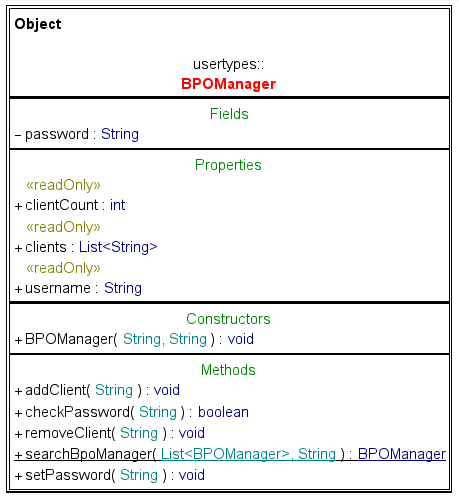 Object
usertypes::
BPOManager
Fields
– password : String
Properties
«readOnly»
+ clientCount : int
«readOnly»
+ clients : List<String>
«readOnly»
+ username : String
Constructors
+ BPOManager( String, String ) : void
Methods
+ addClient( String ) : void
+ checkPassword( String ) : boolean
+ removeClient( String ) : void
+ searchBpoManager( List<BPOManager>, String ) : BPOManager
+ setPassword( String ) : void